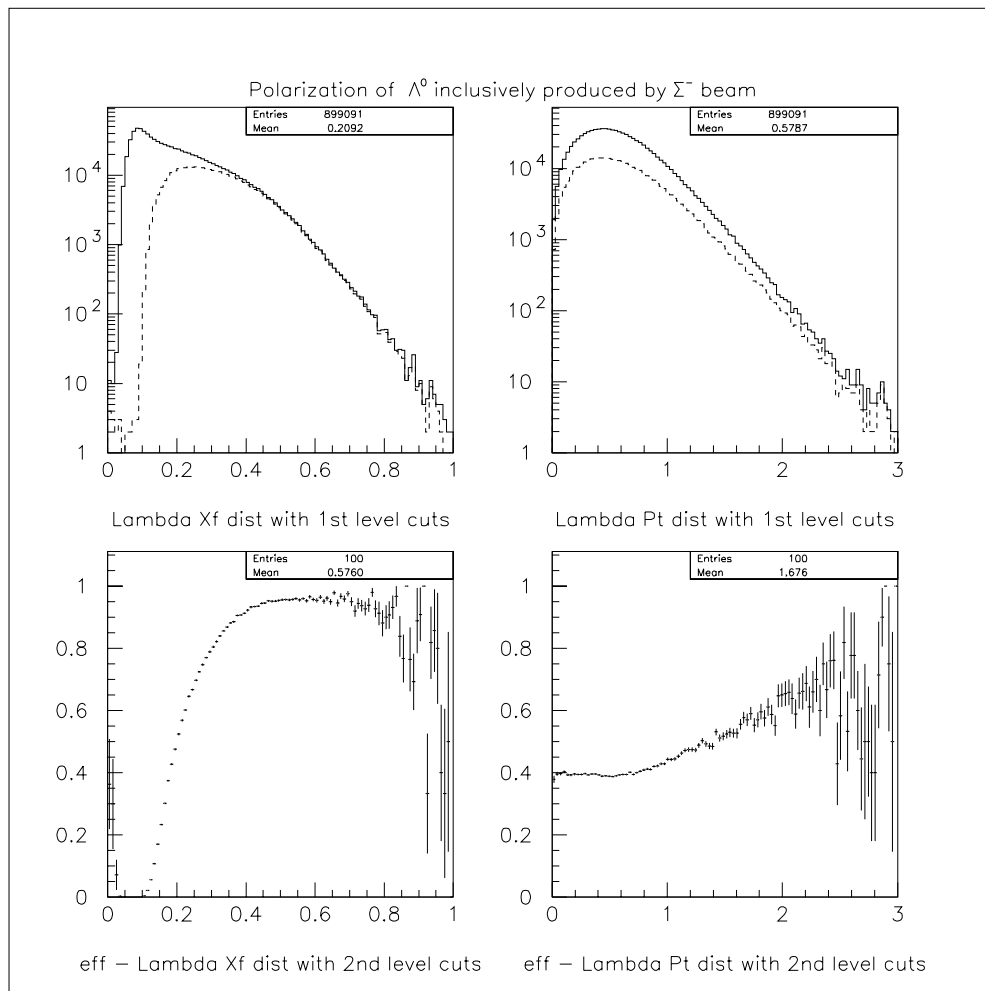 Polarization of Λ⁰ inclusively produced by Σ⁻ beam
Entries 899091
Mean 0.2092
10⁴
10³
10²
10
1
0 0.2 0.4 0.6 0.8 1
Lambda Xf dist with 1st level cuts
Entries 899091
Mean 0.5787
10⁴
10³
10²
10
1
0 1 2 3
Lambda Pt dist with 1st level cuts
Entries 100
Mean 0.5760
1
0.8
0.6
0.4
0.2
0
0 0.2 0.4 0.6 0.8 1
eff – Lambda Xf dist with 2nd level cuts
Entries 100
Mean 1.676
1
0.8
0.6
0.4
0.2
0
0 1 2 3
eff – Lambda Pt dist with 2nd level cuts